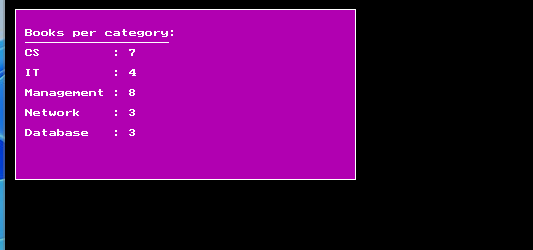 Books per category:
CS : 7
IT : 4
Management : 8
Network : 3
Database : 3